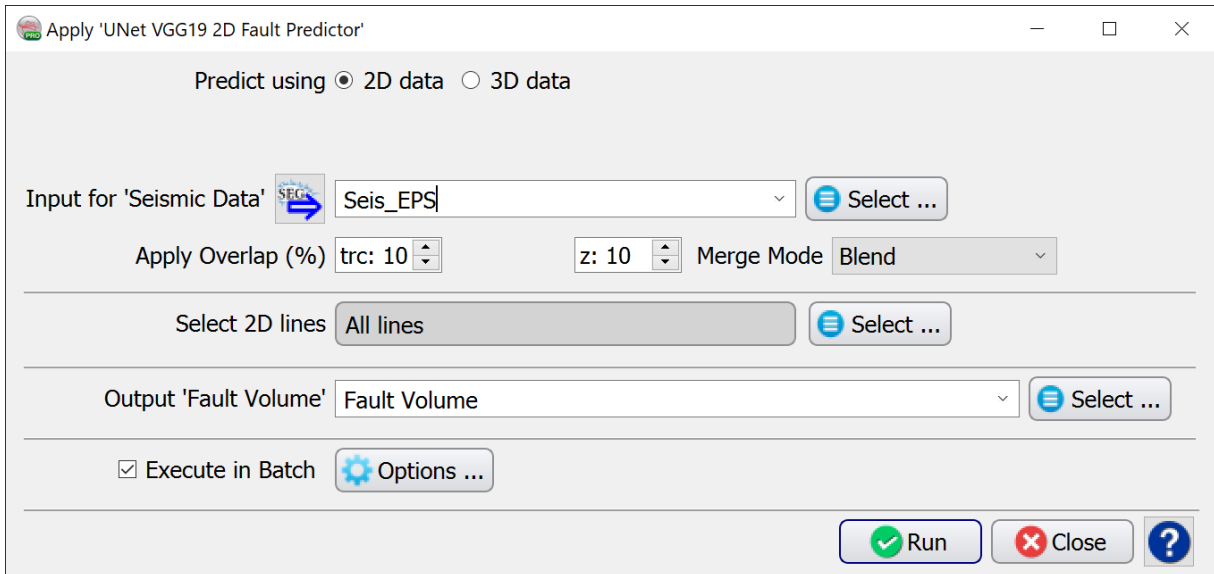 PRO Apply 'UNet VGG19 2D Fault Predictor'
Predict using 2D data 3D data
Input for 'Seismic Data' SEG Seis_EPS Select ...
Apply Overlap (%) trc: 10 z: 10 Merge Mode Blend
Select 2D lines All lines Select ...
Output 'Fault Volume' Fault Volume Select ...
Execute in Batch Options ...
Run Close ?